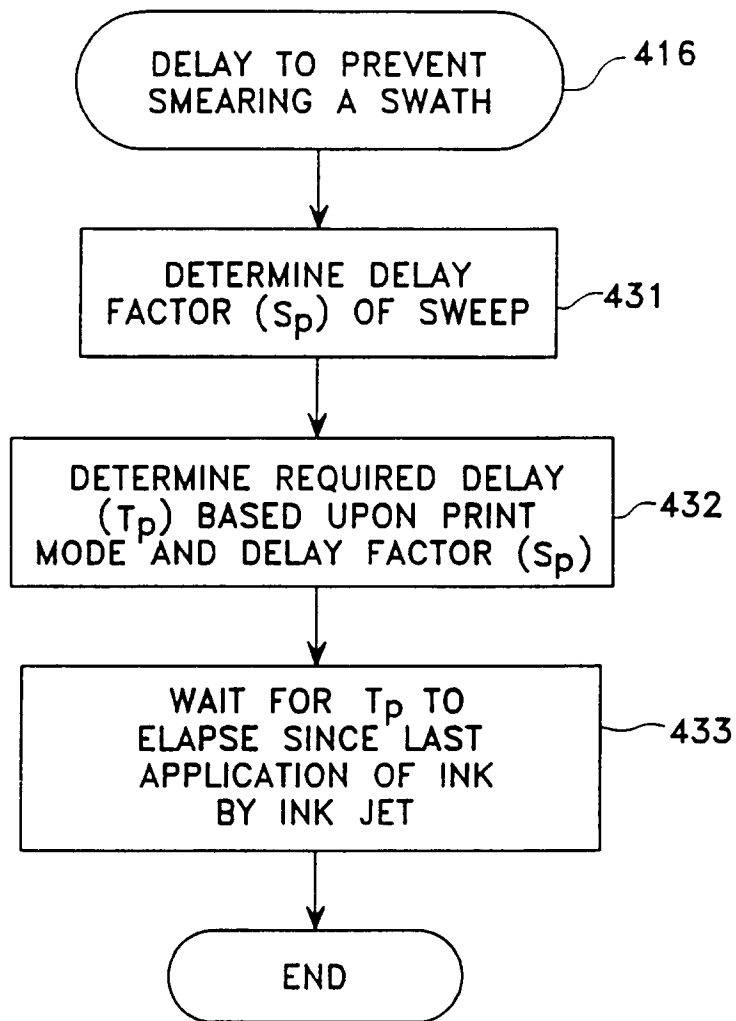 DELAY TO PREVENT
SMEARING A SWATH
416
DETERMINE DELAY
FACTOR (Sp) OF SWEEP
431
DETERMINE REQUIRED DELAY
(Tp) BASED UPON PRINT
MODE AND DELAY FACTOR (Sp)
432
WAIT FOR Tp TO
ELAPSE SINCE LAST
APPLICATION OF INK
BY INK JET
433
END